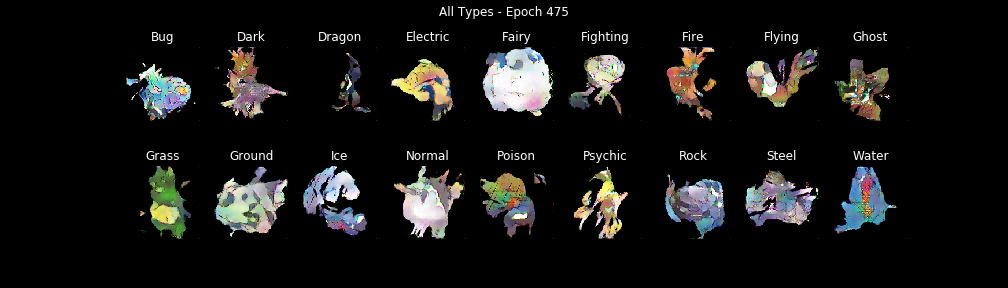 All Types - Epoch 475
Bug Dark Dragon Electric Fairy Fighting Fire Flying Ghost
Grass Ground Ice Normal Poison Psychic Rock Steel Water